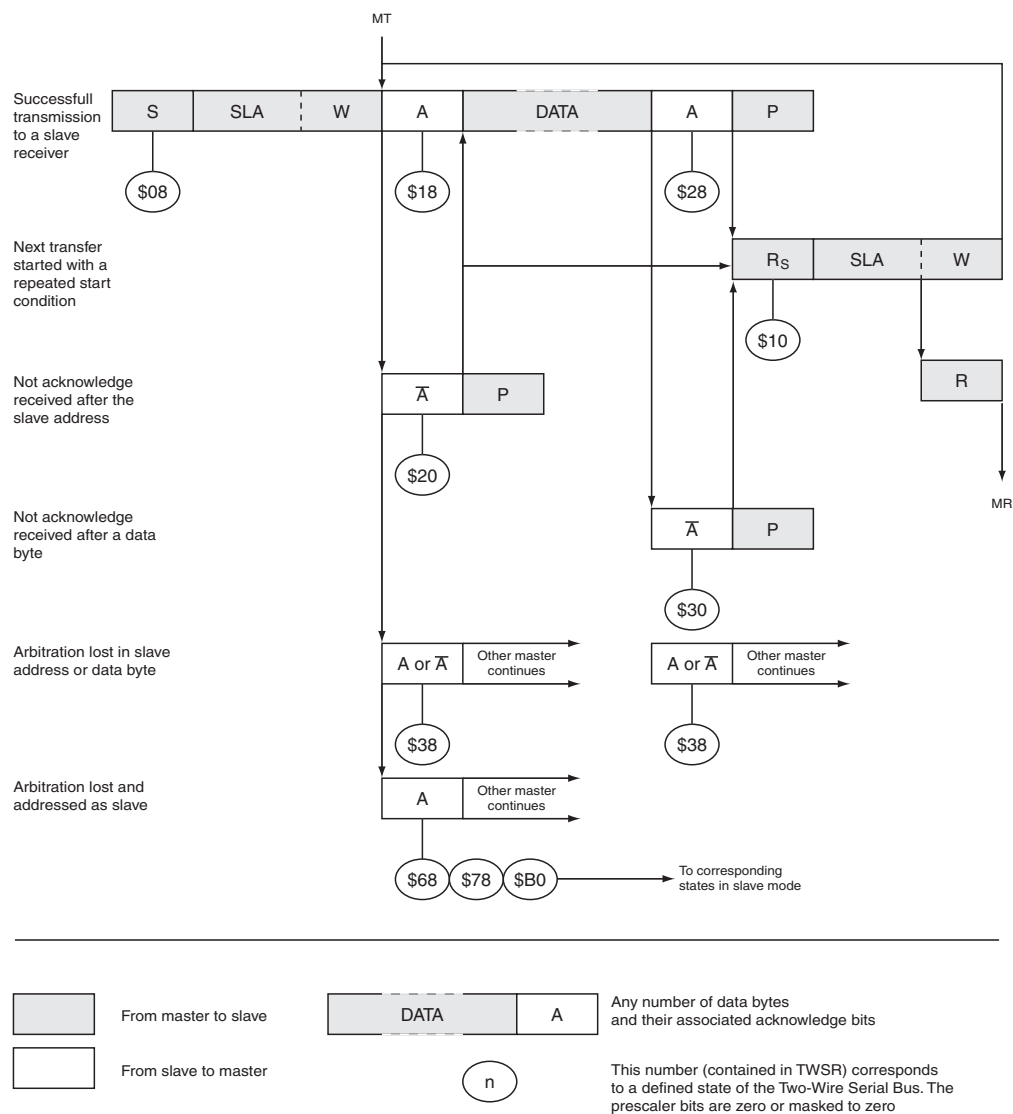 MT
Successfull
transmission
to a slave
receiver
S SLA W A DATA A P
$08 $18 $28
Next transfer
started with a
repeated start
condition
RS SLA W
$10
Not acknowledge
received after the
slave address
A̅ P
R
$20
MR
Not acknowledge
received after a data
byte
A̅ P
$30
Arbitration lost in slave
address or data byte
A or A̅
Other master
continues
A or A̅
Other master
continues
$38 $38
Arbitration lost and
addressed as slave
A
Other master
continues
$68 $78 $B0
To corresponding
states in slave mode
From master to slave
DATA A
Any number of data bytes
and their associated acknowledge bits
From slave to master
n
This number (contained in TWSR) corresponds
to a defined state of the Two-Wire Serial Bus. The
prescaler bits are zero or masked to zero